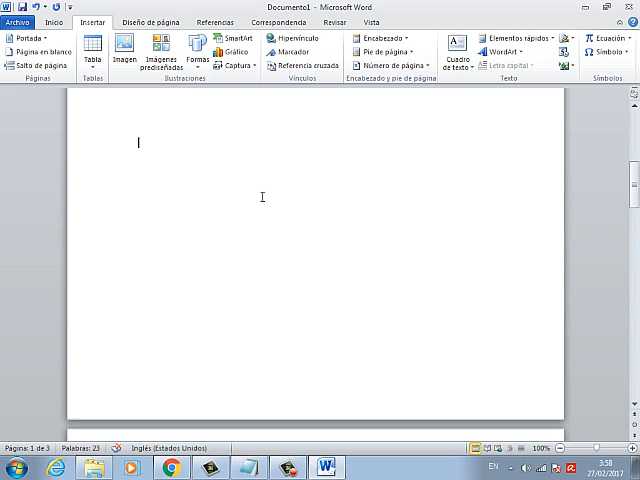 Documento1 - Microsoft Word
Archivo Inicio Insertar Diseño de página Referencias Correspondencia Revisar Vista
Portada
Página en blanco
Salto de página
Páginas
Tabla
Tablas
Imagen
Imágenes prediseñadas
Formas
SmartArt
Gráfico
Captura
Ilustraciones
Hipervínculo
Marcador
Referencia cruzada
Vínculos
Encabezado
Pie de página
Número de página
Encabezado y pie de página
Cuadro de texto
Elementos rápidos
WordArt
Letra capital
Texto
Ecuación
Símbolo
Símbolos
Página: 1 de 3 Palabras: 23 Inglés (Estados Unidos) 100%
EN 3:58
27/02/2017